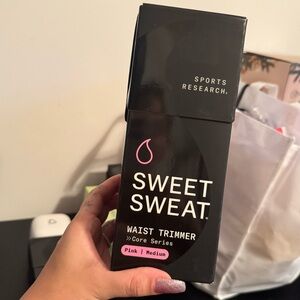 SPORTS
RESEARCH®
SWEET
SWEAT®
WAIST TRIMMER
»Core Series
Pink | Medium